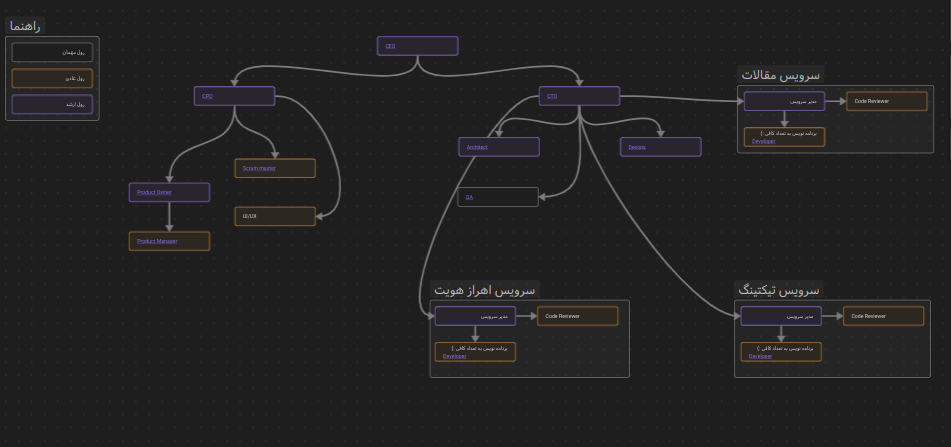 راهنما
رول مهمان
رول عادی
رول ارشد
CEO
CPO
CTO
Scrum master
Product Owner
UI/UX
Product Manager
Architect
Devops
QA
سرویس مقالات
مدیر سرویس
Code Reviewer
برنامه نویس به تعداد کافی :)
Developer
سرویس اهراز هویت
مدیر سرویس
Code Reviewer
برنامه نویس به تعداد کافی :)
Developer
سرویس تیکتینگ
مدیر سرویس
Code Reviewer
برنامه نویس به تعداد کافی :)
Developer